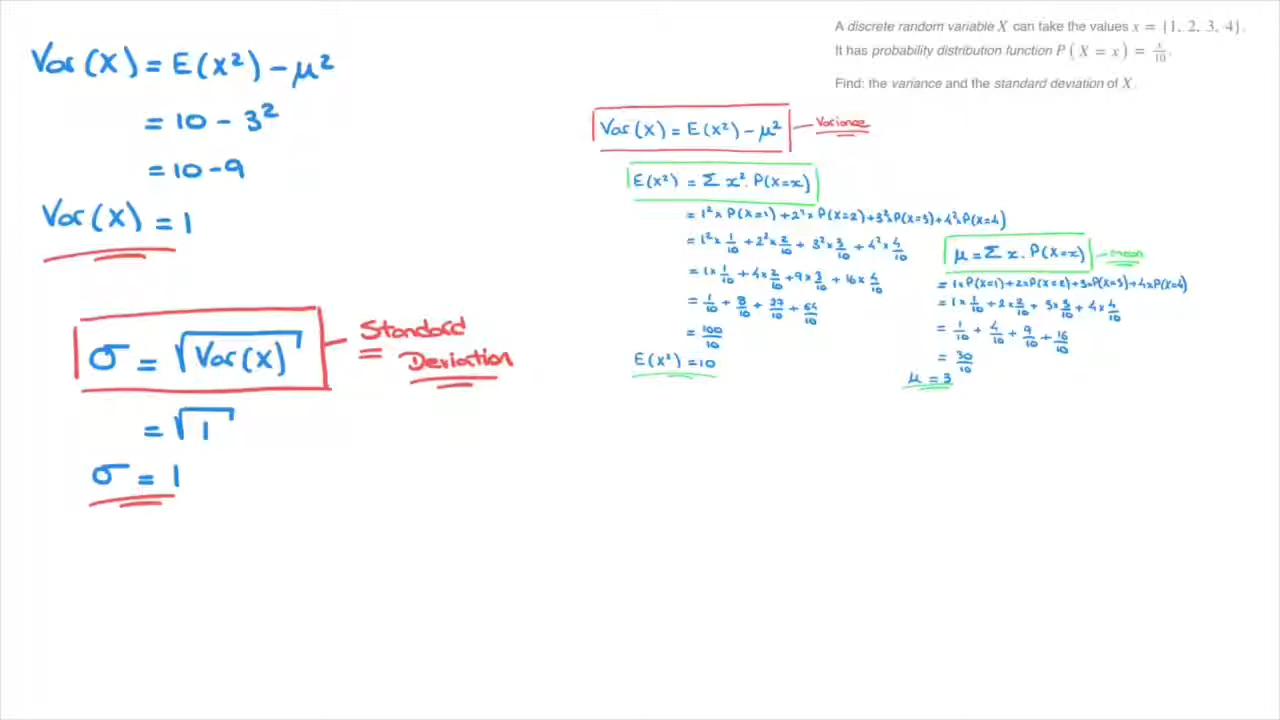 A discrete random variable X can take the values x = {1, 2, 3, 4}.
It has probability distribution function P(X = x) = x/10.
Find: the variance and the standard deviation of X.
Var(X) = E(X²) - μ²
= 10 - 3²
= 10 - 9
Var(X) = 1
σ = √Var(X)
Standard
Deviation
= √1
σ = 1
Var(X) = E(X²) - μ²
Variance
E(X²) = Σ x². P(X=x)
= 1² × P(X=1) + 2² × P(X=2) + 3² × P(X=3) + 4² × P(X=4)
= 1² × 1/10 + 2² × 2/10 + 3² × 3/10 + 4² × 4/10
= 1 × 1/10 + 4 × 2/10 + 9 × 3/10 + 16 × 4/10
= 1/10 + 8/10 + 27/10 + 64/10
= 100/10
E(X²) = 10
μ = Σ x. P(X=x)
mean
= 1 × P(X=1) + 2 × P(X=2) + 3 × P(X=3) + 4 × P(X=4)
= 1 × 1/10 + 2 × 2/10 + 3 × 3/10 + 4 × 4/10
= 1/10 + 4/10 + 9/10 + 16/10
= 30/10
μ = 3